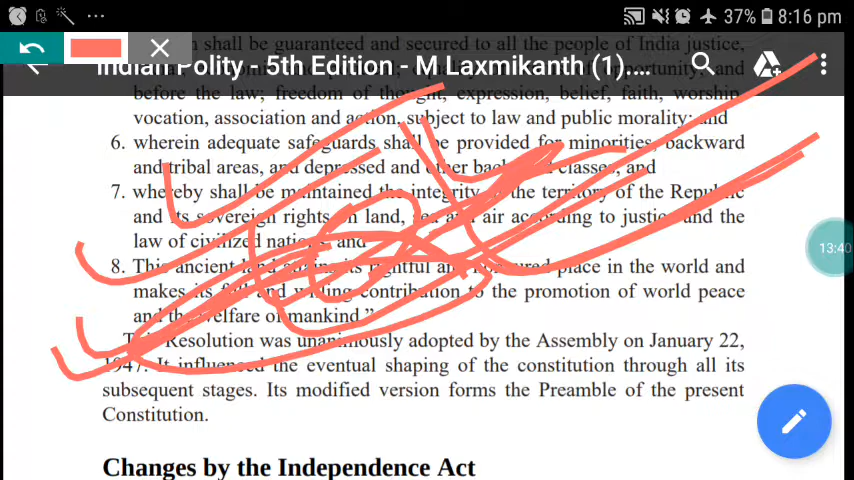 37% 8:16 pm
n shall be guaranteed and secured to all the people of India justice,
Indian Polity - 5th Edition - M Laxmikanth (1)....
opportunity; and
before the law; freedom of thought, expression, belief, faith, worship
vocation, association and action, subject to law and public morality; and
6. wherein adequate safeguards shall be provided for minorities, backward
and tribal areas, and depressed and other backward classes; and
7. whereby shall be maintained the integrity of the territory of the Republic
and its sovereign rights on land, sea and air according to justice and the
law of civilized nations; and
8. This ancient land attains its rightful and honoured place in the world and
makes its full and willing contribution to the promotion of world peace
and the welfare of mankind.”
This Resolution was unanimously adopted by the Assembly on January 22,
1947. It influenced the eventual shaping of the constitution through all its
subsequent stages. Its modified version forms the Preamble of the present
Constitution.
Changes by the Independence Act
13:40